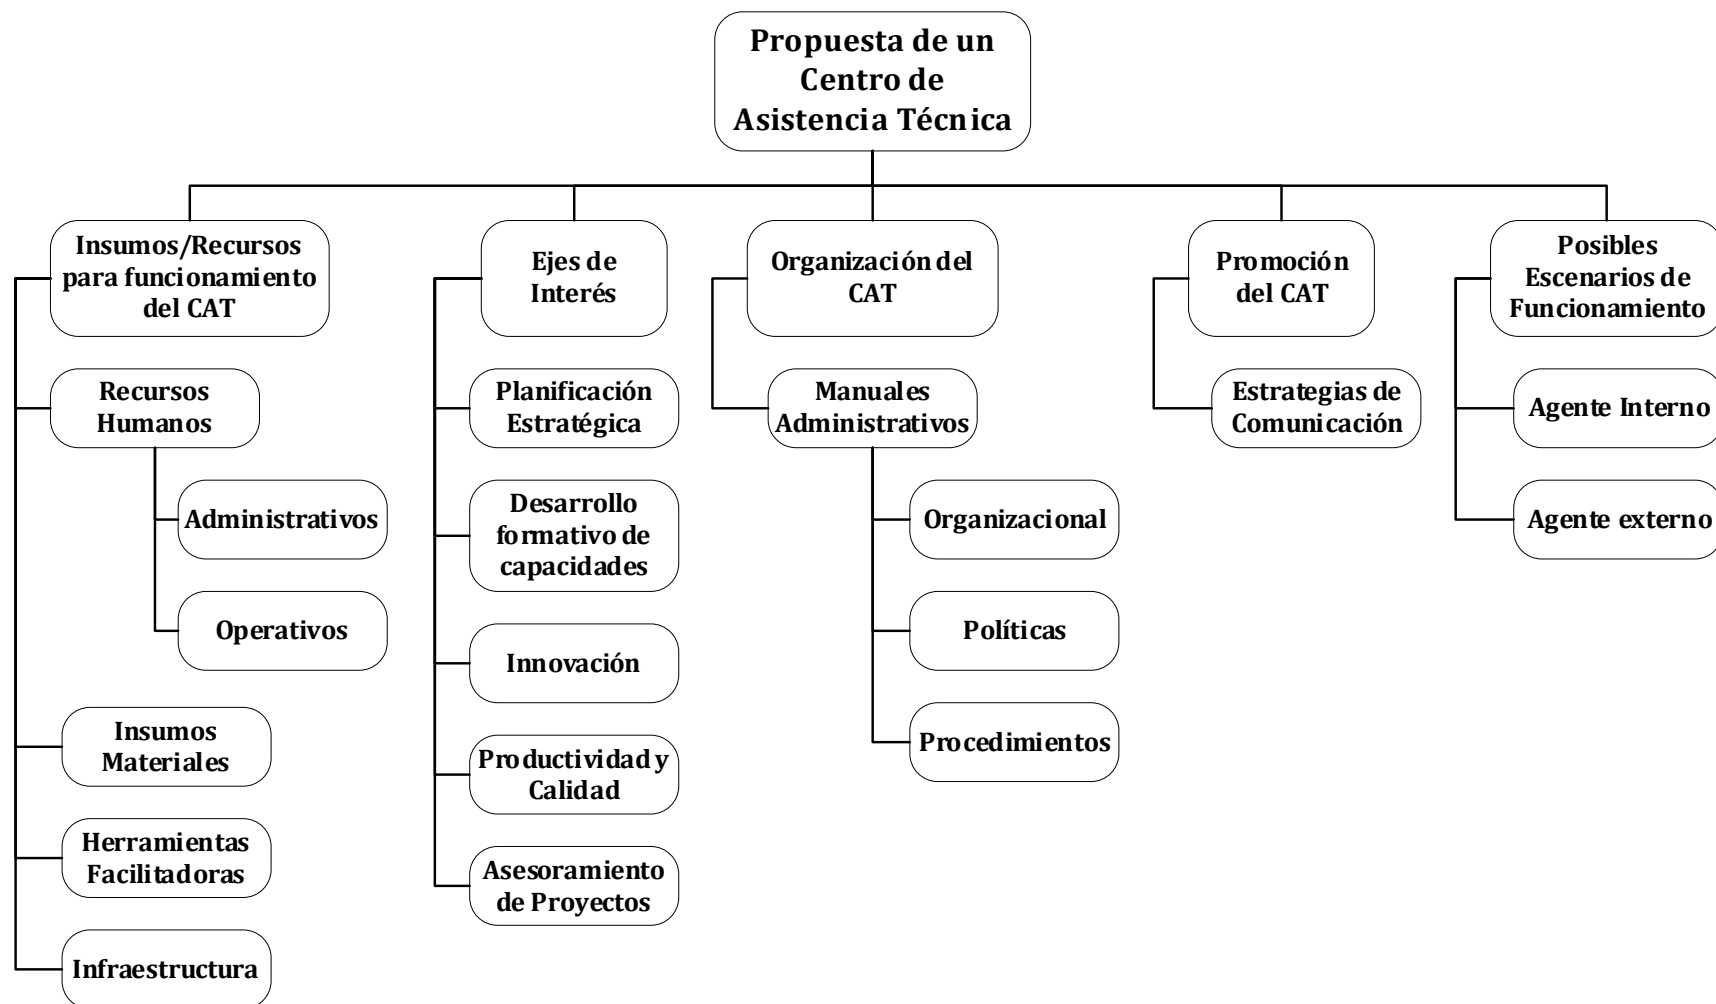 Propuesta de un
Centro de
Asistencia Técnica
Insumos/Recursos
para funcionamiento
del CAT
Recursos
Humanos
Administrativos
Operativos
Insumos
Materiales
Herramientas
Facilitadoras
Infraestructura
Ejes de
Interés
Planificación
Estratégica
Desarrollo
formativo de
capacidades
Innovación
Productividad y
Calidad
Asesoramiento
de Proyectos
Organización del
CAT
Manuales
Administrativos
Organizacional
Políticas
Procedimientos
Promoción
del CAT
Estrategias de
Comunicación
Posibles
Escenarios de
Funcionamiento
Agente Interno
Agente externo